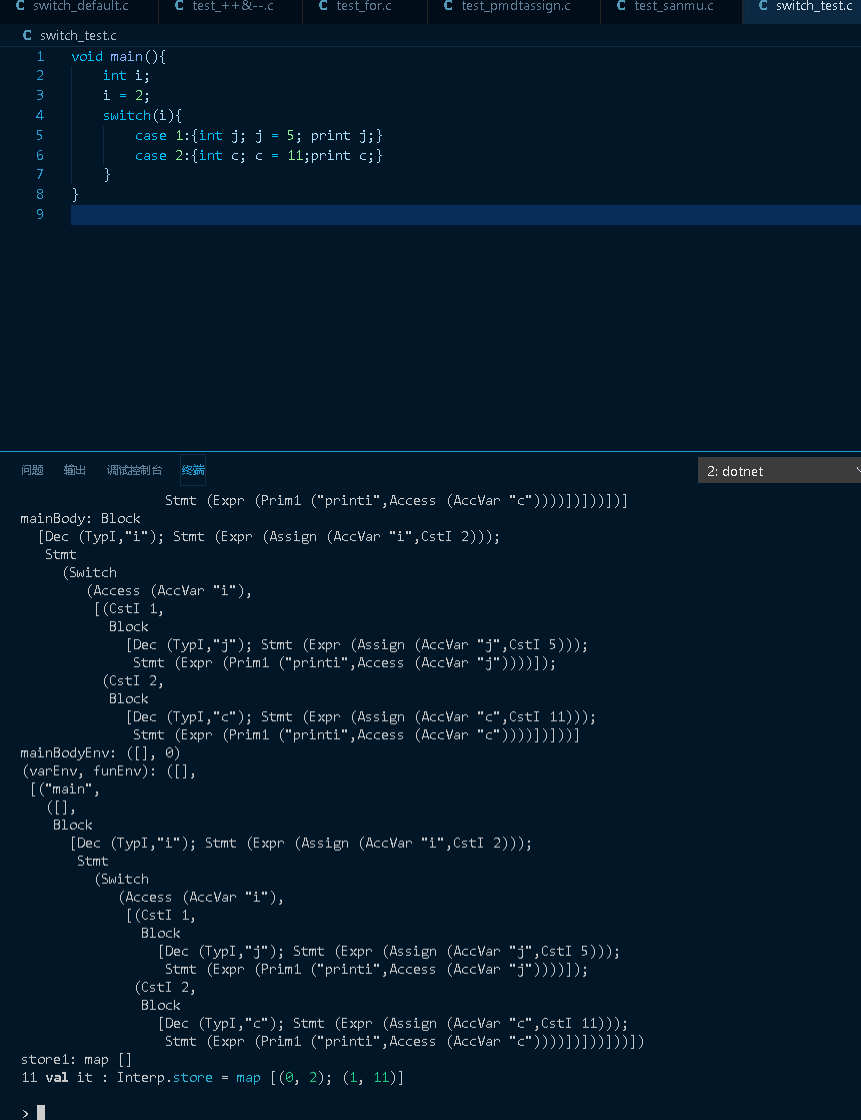 C switch_default.c C test_++&--.c C test_for.c C test_pmdtassign.c C test_sanmu.c C switch_test.c
C switch_test.c
1 void main(){
2 int i;
3 i = 2;
4 switch(i){
5 case 1:{int j; j = 5; print j;}
6 case 2:{int c; c = 11;print c;}
7 }
8 }
9
问题 输出 调试控制台 终端 2: dotnet
Stmt (Expr (Prim1 ("printi",Access (AccVar "c"))))])]))])]
mainBody: Block
[Dec (TypI,"i"); Stmt (Expr (Assign (AccVar "i",CstI 2)));
Stmt
(Switch
(Access (AccVar "i"),
[(CstI 1,
Block
[Dec (TypI,"j"); Stmt (Expr (Assign (AccVar "j",CstI 5)));
Stmt (Expr (Prim1 ("printi",Access (AccVar "j"))))]);
(CstI 2,
Block
[Dec (TypI,"c"); Stmt (Expr (Assign (AccVar "c",CstI 11)));
Stmt (Expr (Prim1 ("printi",Access (AccVar "c"))))])]))]
mainBodyEnv: ([], 0)
(varEnv, funEnv): ([],
[("main",
([],
Block
[Dec (TypI,"i"); Stmt (Expr (Assign (AccVar "i",CstI 2)));
Stmt
(Switch
(Access (AccVar "i"),
[(CstI 1,
Block
[Dec (TypI,"j"); Stmt (Expr (Assign (AccVar "j",CstI 5)));
Stmt (Expr (Prim1 ("printi",Access (AccVar "j"))))]);
(CstI 2,
Block
[Dec (TypI,"c"); Stmt (Expr (Assign (AccVar "c",CstI 11)));
Stmt (Expr (Prim1 ("printi",Access (AccVar "c"))))])]))]))])
store1: map []
11 val it : Interp.store = map [(0, 2); (1, 11)]
>